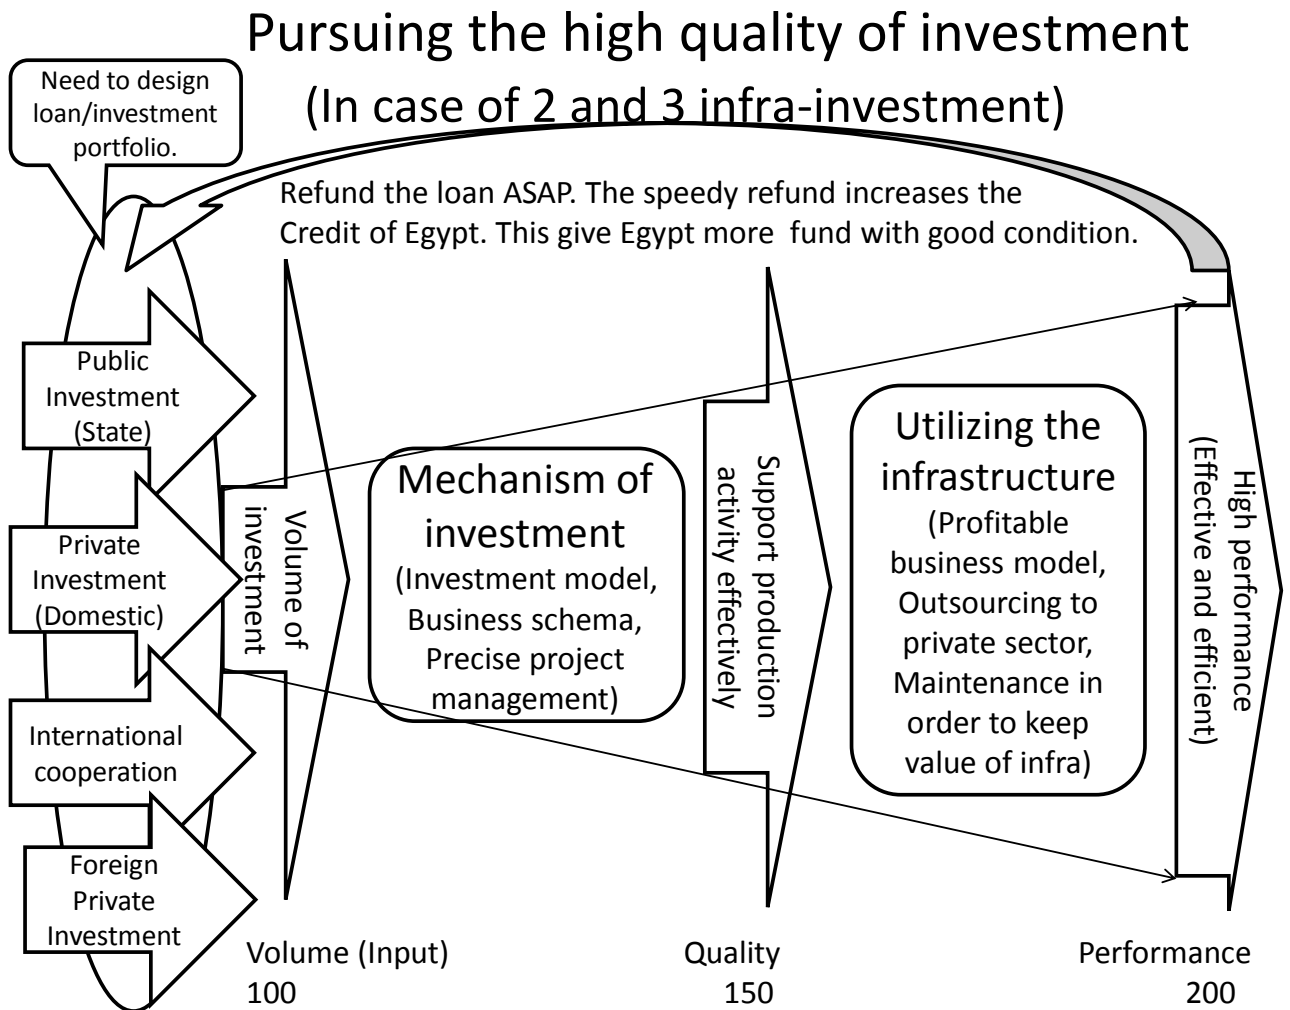 Pursuing the high quality of investment
(In case of 2 and 3 infra-investment)
Need to design
loan/investment
portfolio.
Refund the loan ASAP. The speedy refund increases the
Credit of Egypt. This give Egypt more  fund with good condition.
Public
Investment
(State)
Private
Investment
(Domestic)
International
cooperation
Foreign
Private
Investment
Volume of
investment
Mechanism of
investment
(Investment model,
Business schema,
Precise project
management)
Support production
activity effectively
Utilizing the
infrastructure
(Profitable
business model,
Outsourcing to
private sector,
Maintenance in
order to keep
value of infra)
High performance
(Effective and efficient)
Volume (Input)
100
Quality
150
Performance
200